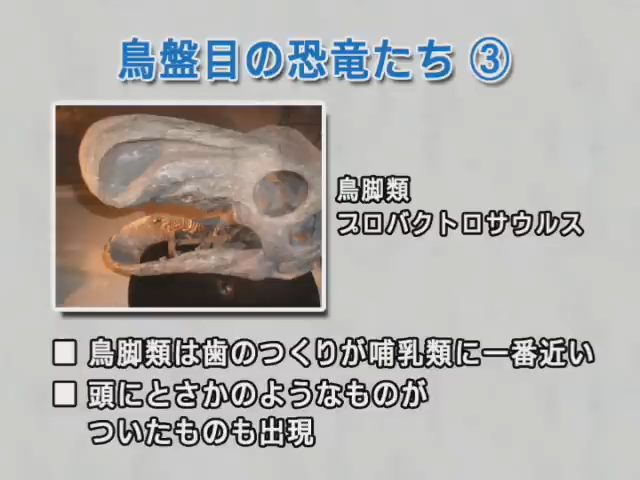 鳥盤目の恐竜たち ③
鳥脚類
プロバクトロサウルス
□ 鳥脚類は歯のつくりが哺乳類に一番近い
□ 頭にとさかのようなものが
ついたものも出現